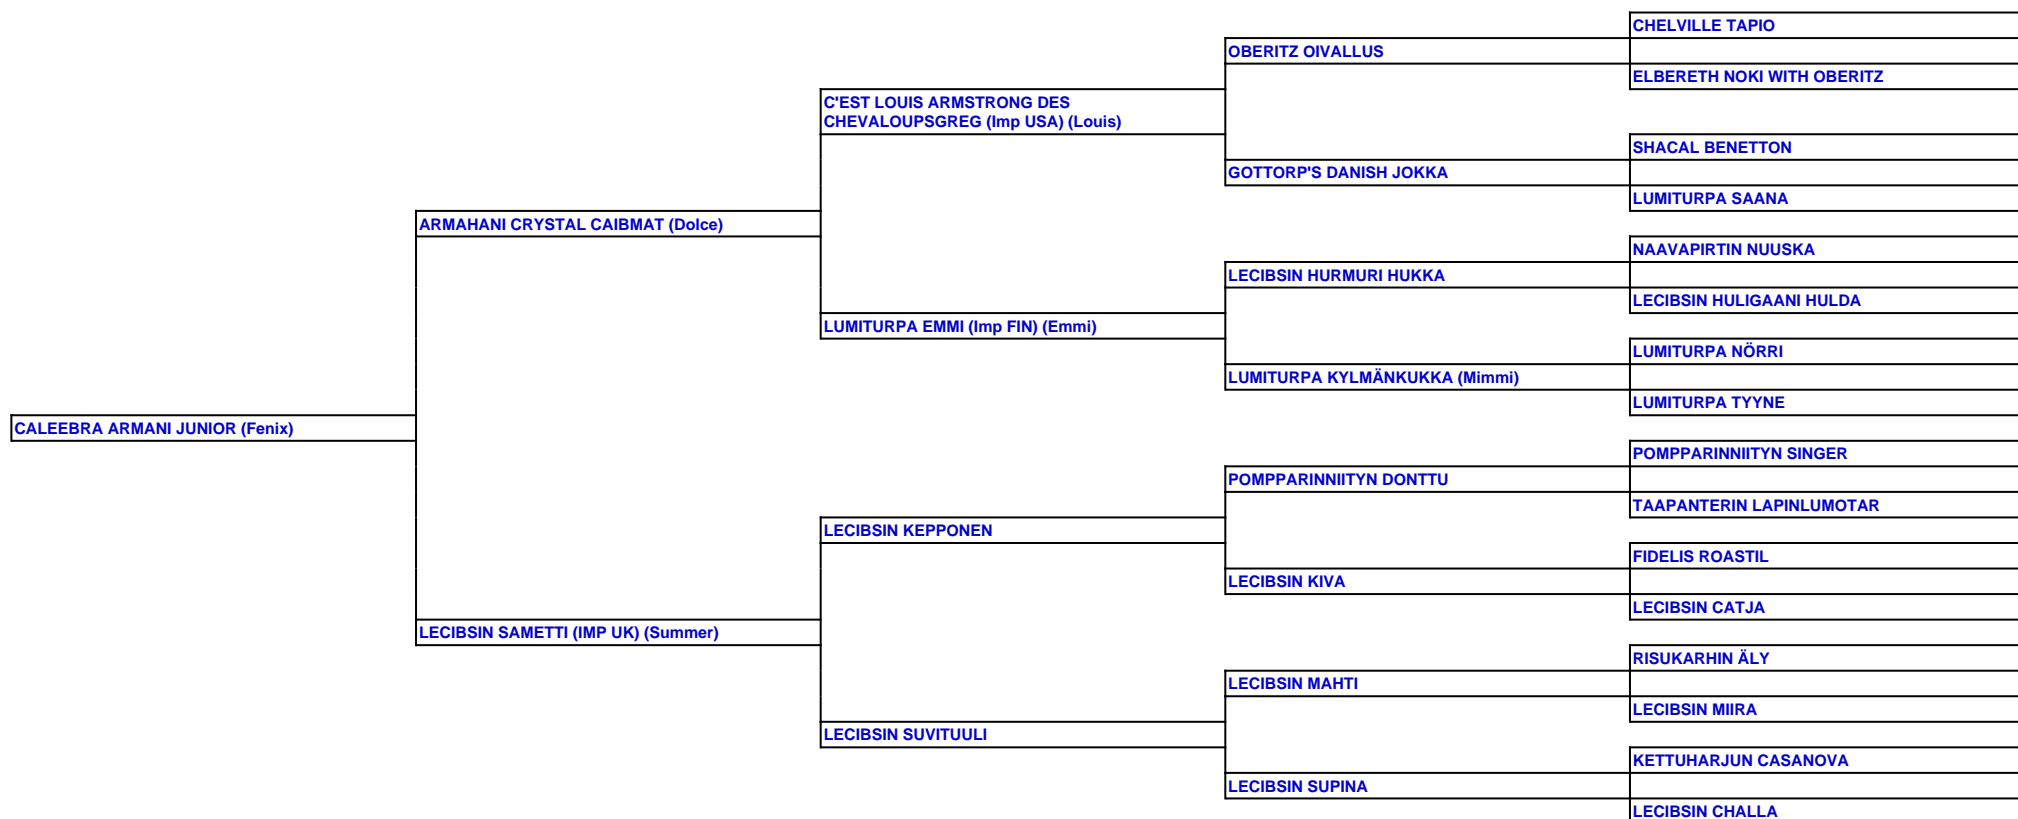 CHELVILLE TAPIO
OBERITZ OIVALLUS
ELBERETH NOKI WITH OBERITZ
C'EST LOUIS ARMSTRONG DES
CHEVALOUPSGREG (Imp USA) (Louis)
SHACAL BENETTON
GOTTORP'S DANISH JOKKA
LUMITURPA SAANA
ARMAHANI CRYSTAL CAIBMAT (Dolce)
NAAVAPIRTIN NUUSKA
LECIBSIN HURMURI HUKKA
LECIBSIN HULIGAANI HULDA
LUMITURPA EMMI (Imp FIN) (Emmi)
LUMITURPA NÖRRI
LUMITURPA KYLMÄNKUKKA (Mimmi)
LUMITURPA TYYNE
CALEEBRA ARMANI JUNIOR (Fenix)
POMPPARINNIITYN SINGER
POMPPARINNIITYN DONTTU
TAAPANTERIN LAPINLUMOTAR
LECIBSIN KEPPONEN
FIDELIS ROASTIL
LECIBSIN KIVA
LECIBSIN CATJA
LECIBSIN SAMETTI (IMP UK) (Summer)
RISUKARHIN ÄLY
LECIBSIN MAHTI
LECIBSIN MIIRA
LECIBSIN SUVITUULI
KETTUHARJUN CASANOVA
LECIBSIN SUPINA
LECIBSIN CHALLA